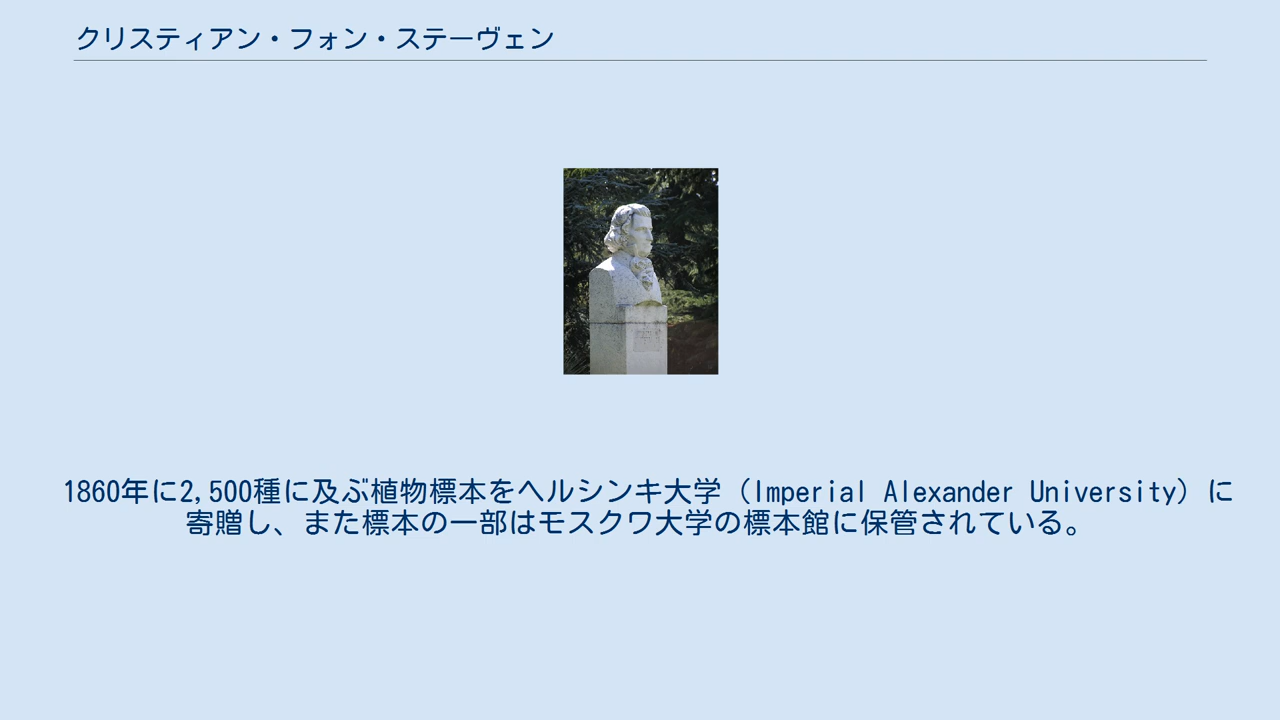 クリスティアン・フォン・ステーヴェン
1860年に2,500種に及ぶ植物標本をヘルシンキ大学（Imperial Alexander University）に
寄贈し、また標本の一部はモスクワ大学の標本館に保管されている。